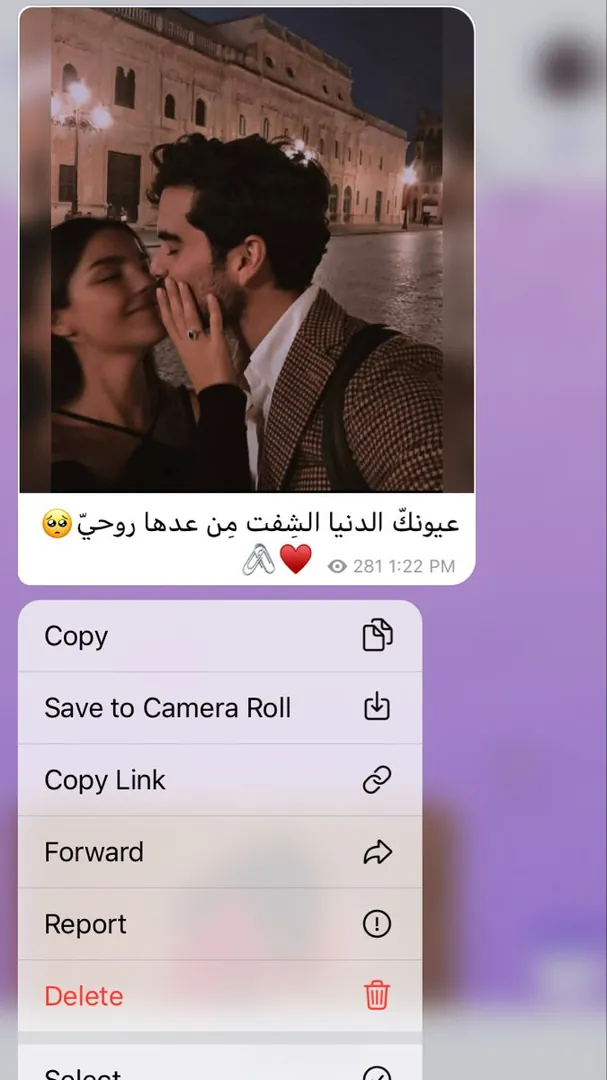 عيونكّ الدنيا الشِفت مِن عدها روحيّ🥺
♥️🖇️ 281 1:22 PM
Copy
Save to Camera Roll
Copy Link
Forward
Report
Delete
Select